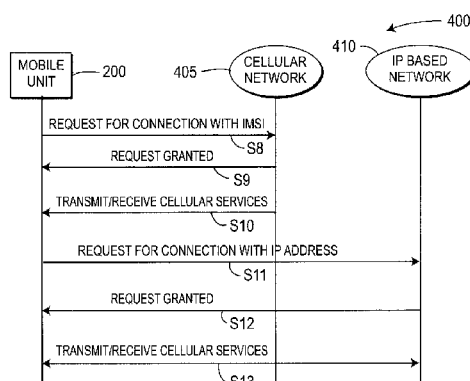 400
410
MOBILE
UNIT
200
405
CELLULAR
NETWORK
IP BASED
NETWORK
REQUEST FOR CONNECTION WITH IMSI
S8
REQUEST GRANTED
S9
TRANSMIT/RECEIVE CELLULAR SERVICES
S10
REQUEST FOR CONNECTION WITH IP ADDRESS
S11
REQUEST GRANTED
S12
TRANSMIT/RECEIVE CELLULAR SERVICES